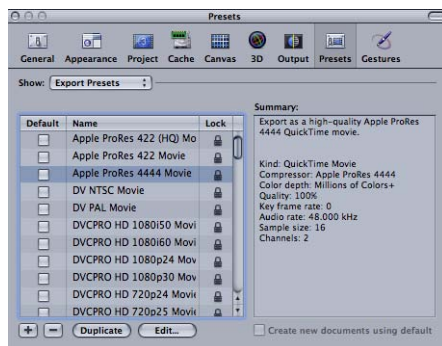 Presets
General Appearance Project Cache Canvas 3D Output Presets Gestures
Show: Export Presets
Summary:
Default Name Lock
Apple ProRes 422 (HQ) Mo
Apple ProRes 422 Movie
Apple ProRes 4444 Movie
DV NTSC Movie
DV PAL Movie
DVCPRO HD 1080i50 Movi
DVCPRO HD 1080i60 Movi
DVCPRO HD 1080p24 Mov
DVCPRO HD 1080p30 Mov
DVCPRO HD 720p24 Movie
DVCPRO HD 720p25 Movie
Export as a high-quality Apple ProRes
4444 QuickTime movie.
Kind: QuickTime Movie
Compressor: Apple ProRes 4444
Color depth: Millions of Colors+
Quality: 100%
Key frame rate: 0
Audio rate: 48.000 kHz
Sample size: 16
Channels: 2
+ − Duplicate Edit... Create new documents using default